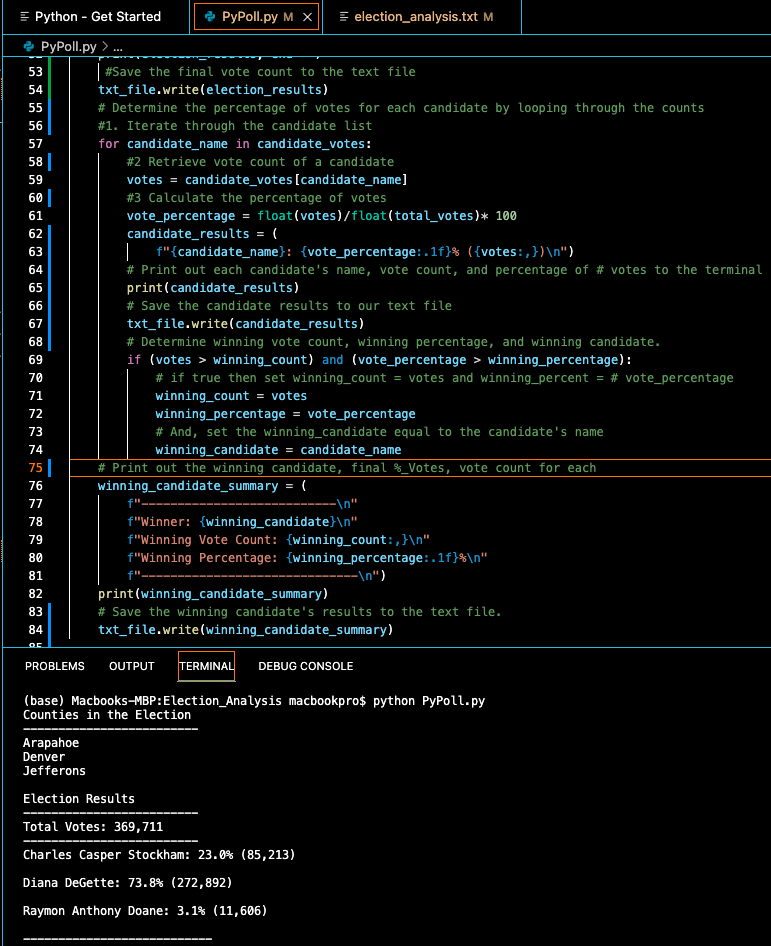 Python - Get Started
PyPoll.py M
election_analysis.txt M
PyPoll.py > ...
53 #Save the final vote count to the text file
54 txt_file.write(election_results)
55 # Determine the percentage of votes for each candidate by looping through the counts
56 #1. Iterate through the candidate list
57 for candidate_name in candidate_votes:
58 #2 Retrieve vote count of a candidate
59 votes = candidate_votes[candidate_name]
60 #3 Calculate the percentage of votes
61 vote_percentage = float(votes)/float(total_votes)* 100
62 candidate_results = (
63 f"{candidate_name}: {vote_percentage:.1f}% ({votes:,})\n")
64 # Print out each candidate's name, vote count, and percentage of # votes to the terminal
65 print(candidate_results)
66 # Save the candidate results to our text file
67 txt_file.write(candidate_results)
68 # Determine winning vote count, winning percentage, and winning candidate.
69 if (votes > winning_count) and (vote_percentage > winning_percentage):
70 # if true then set winning_count = votes and winning_percent = # vote_percentage
71 winning_count = votes
72 winning_percentage = vote_percentage
73 # And, set the winning_candidate equal to the candidate's name
74 winning_candidate = candidate_name
75 # Print out the winning candidate, final %_Votes, vote count for each
76 winning_candidate_summary = (
77 f"---------------------------\n"
78 f"Winner: {winning_candidate}\n"
79 f"Winning Vote Count: {winning_count:,}\n"
80 f"Winning Percentage: {winning_percentage:.1f}%\n"
81 f"------------------------------\n")
82 print(winning_candidate_summary)
83 # Save the winning candidate's results to the text file.
84 txt_file.write(winning_candidate_summary)
85
PROBLEMS OUTPUT TERMINAL DEBUG CONSOLE
(base) Macbooks-MBP:Election_Analysis macbookpro$ python PyPoll.py
Counties in the Election
-------------------------
Arapahoe
Denver
Jefferons
Election Results
-------------------------
Total Votes: 369,711
-------------------------
Charles Casper Stockham: 23.0% (85,213)
Diana DeGette: 73.8% (272,892)
Raymon Anthony Doane: 3.1% (11,606)
---------------------------